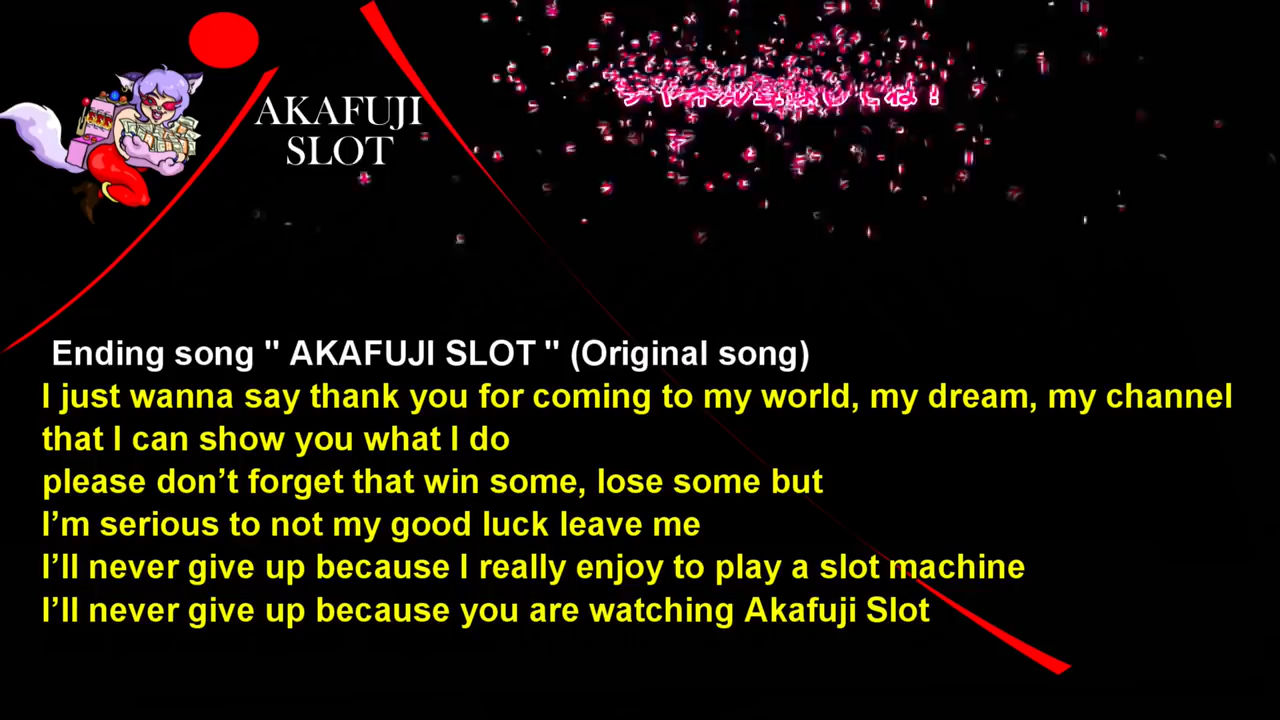 AKAFUJI
SLOT
Ending song " AKAFUJI SLOT " (Original song)
I just wanna say thank you for coming to my world, my dream, my channel
that I can show you what I do
please don’t forget that win some, lose some but
I’m serious to not my good luck leave me
I’ll never give up because I really enjoy to play a slot machine
I’ll never give up because you are watching Akafuji Slot